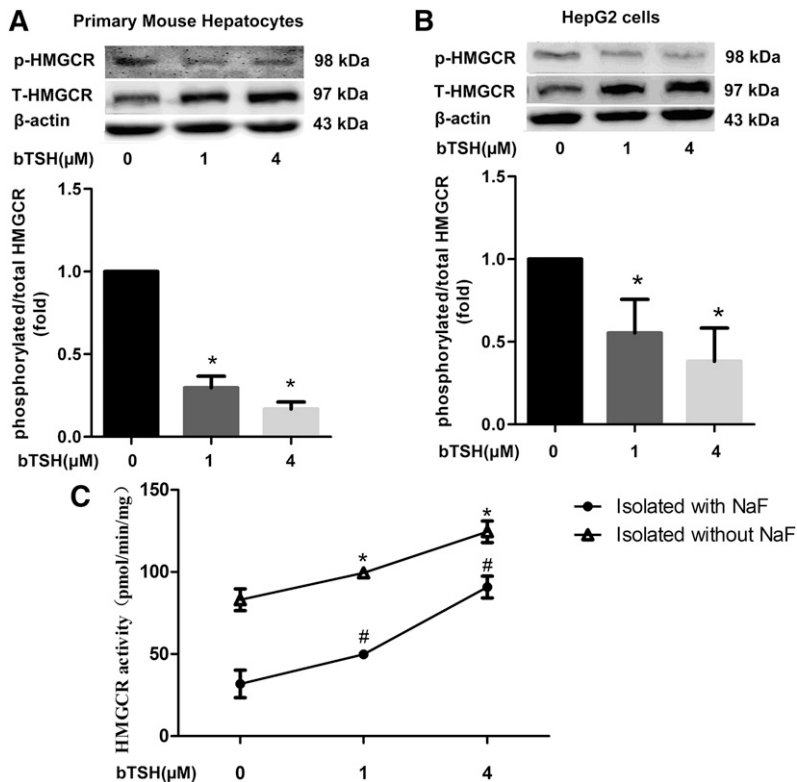 A
Primary Mouse Hepatocytes
p-HMGCR
98 kDa
T-HMGCR
97 kDa
β-actin
43 kDa
bTSH(μM) 0 1 4
phosphorylated/total HMGCR
(fold)
1.5
1.0
0.5
0.0
*
*
bTSH(μM) 0 1 4
B
HepG2 cells
p-HMGCR
98 kDa
T-HMGCR
97 kDa
β-actin
43 kDa
bTSH(μM) 0 1 4
phosphorylated/total HMGCR
(fold)
1.5
1.0
0.5
0.0
*
*
bTSH(μM) 0 1 4
C
HMGCR activity (pmol/min/mg)
150
100
50
0
*
*
#
#
bTSH(μM) 0 1 4
Isolated with NaF
Isolated without NaF